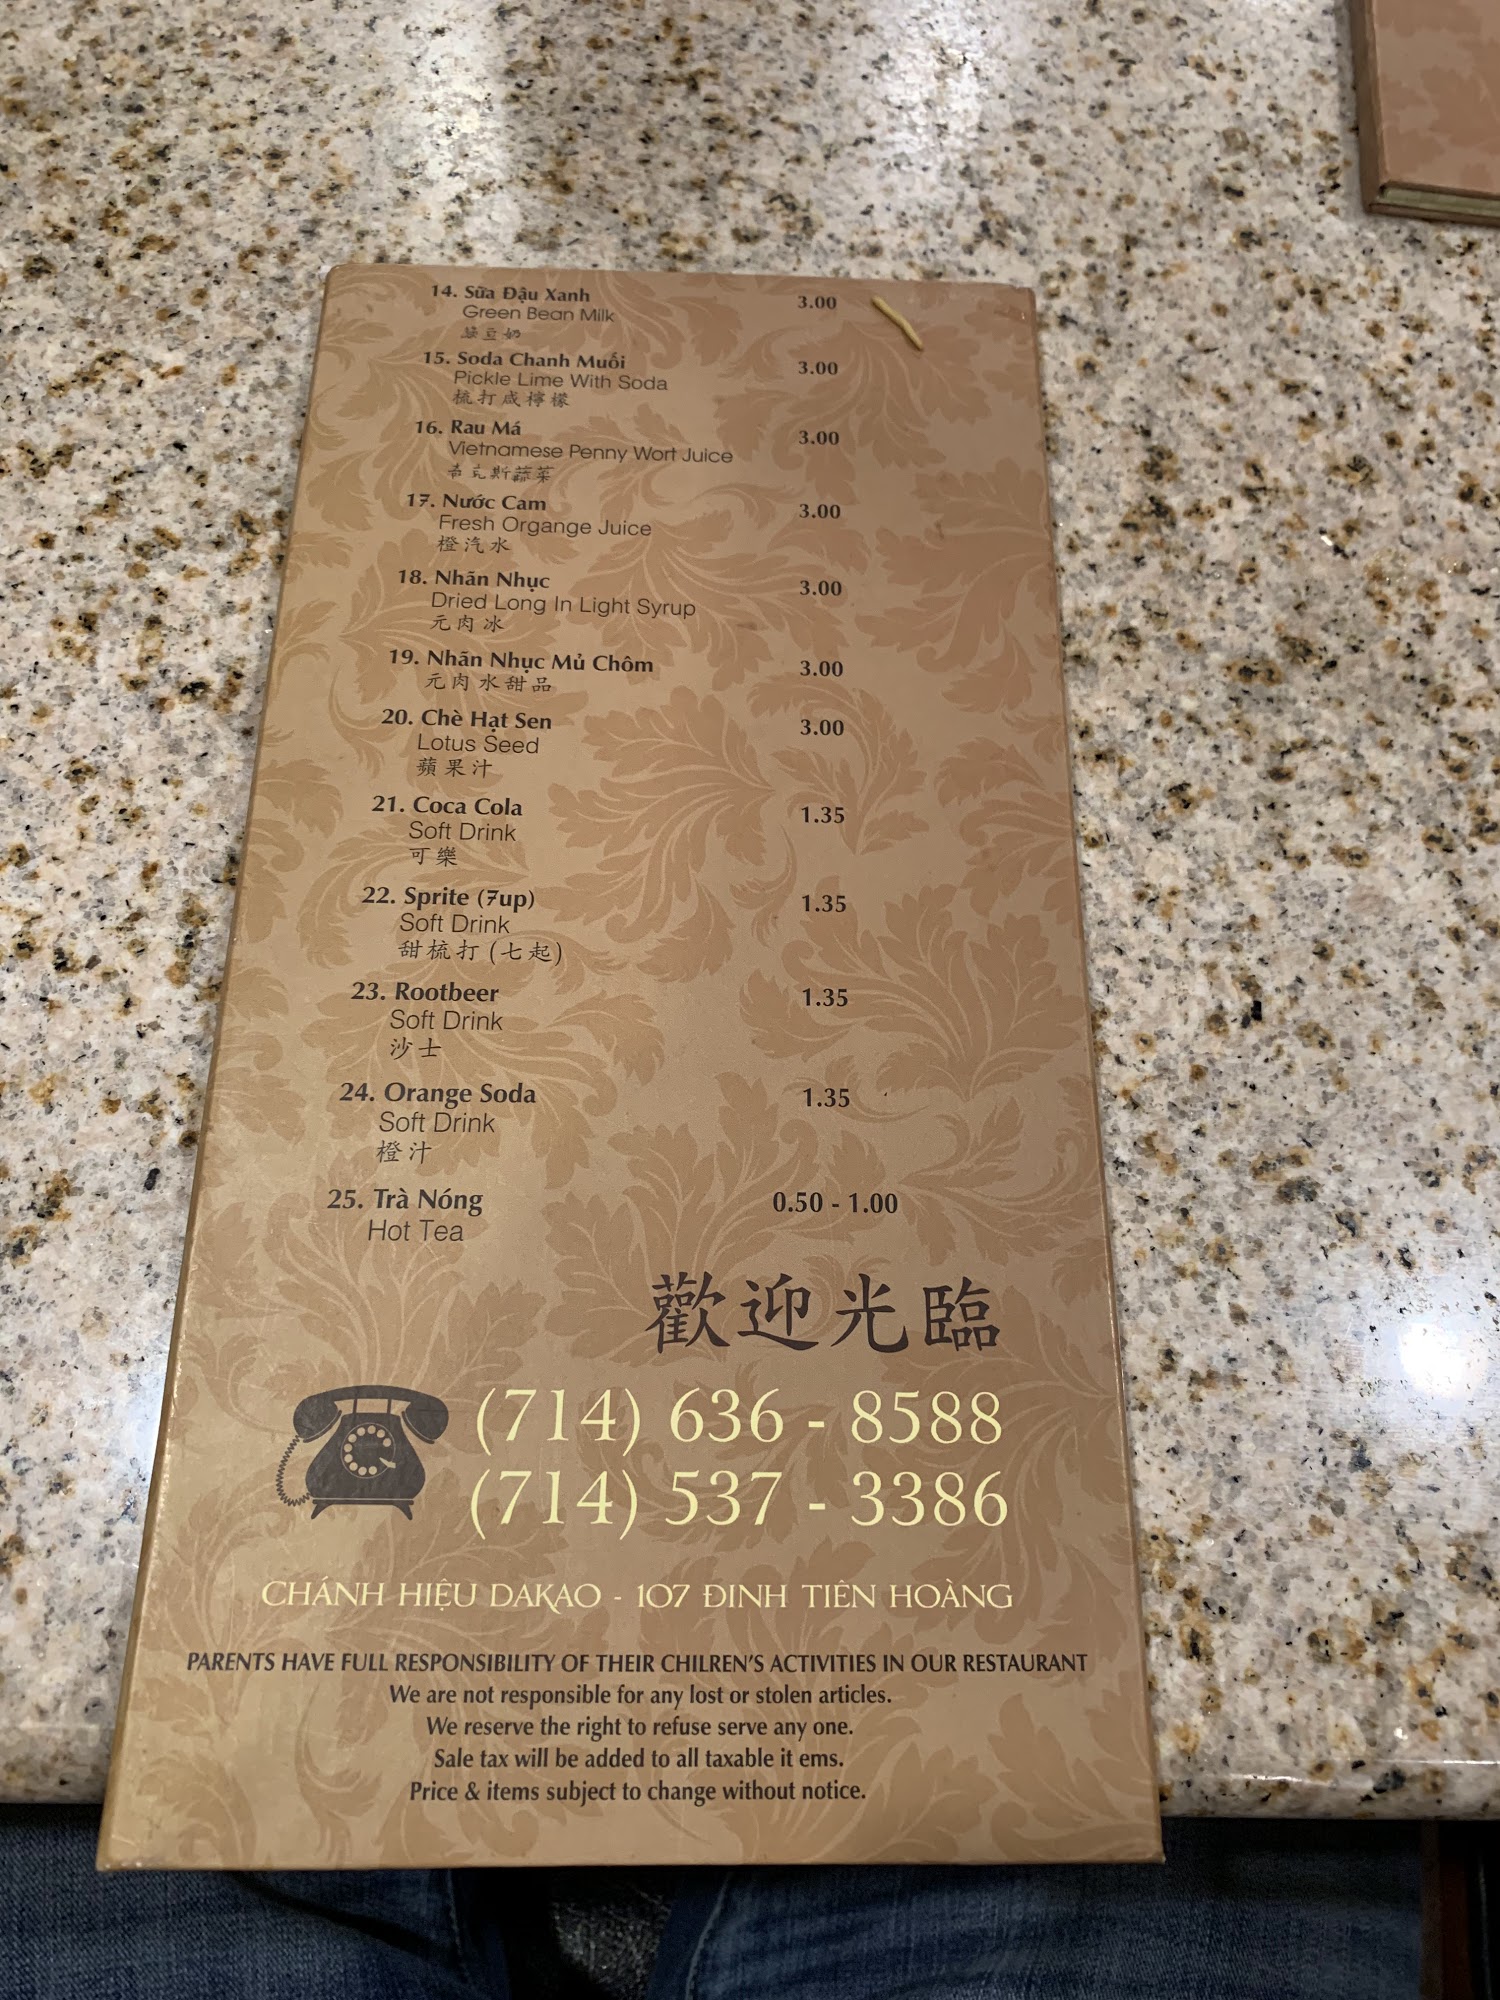 14. Sữa Đậu Xanh 3.00
Green Bean Milk
綠豆奶
15. Soda Chanh Muối 3.00
Pickle Lime With Soda
梳打咸檸檬
16. Rau Má 3.00
Vietnamese Penny Wort Juice
斯蔬菜
17. Nước Cam 3.00
Fresh Organge Juice
橙汽水
18. Nhãn Nhục 3.00
Dried Long In Light Syrup
元肉冰
19. Nhãn Nhục Mủ Chôm 3.00
元肉水甜品
20. Chè Hạt Sen 3.00
Lotus Seed
蘋果汁
21. Coca Cola 1.35
Soft Drink
可樂
22. Sprite (7up) 1.35
Soft Drink
甜梳打 (七起)
23. Rootbeer 1.35
Soft Drink
沙士
24. Orange Soda 1.35
Soft Drink
橙汁
25. Trà Nóng 0.50 - 1.00
Hot Tea
歡迎光臨
(714) 636 - 8588
(714) 537 - 3386
CHÁNH HIỆU DAKAO - 107 ĐINH TIÊN HOÀNG
PARENTS HAVE FULL RESPONSIBILITY OF THEIR CHILREN'S ACTIVITIES IN OUR RESTAURANT
We are not responsible for any lost or stolen articles.
We reserve the right to refuse serve any one.
Sale tax will be added to all taxable it ems.
Price & items subject to change without notice.